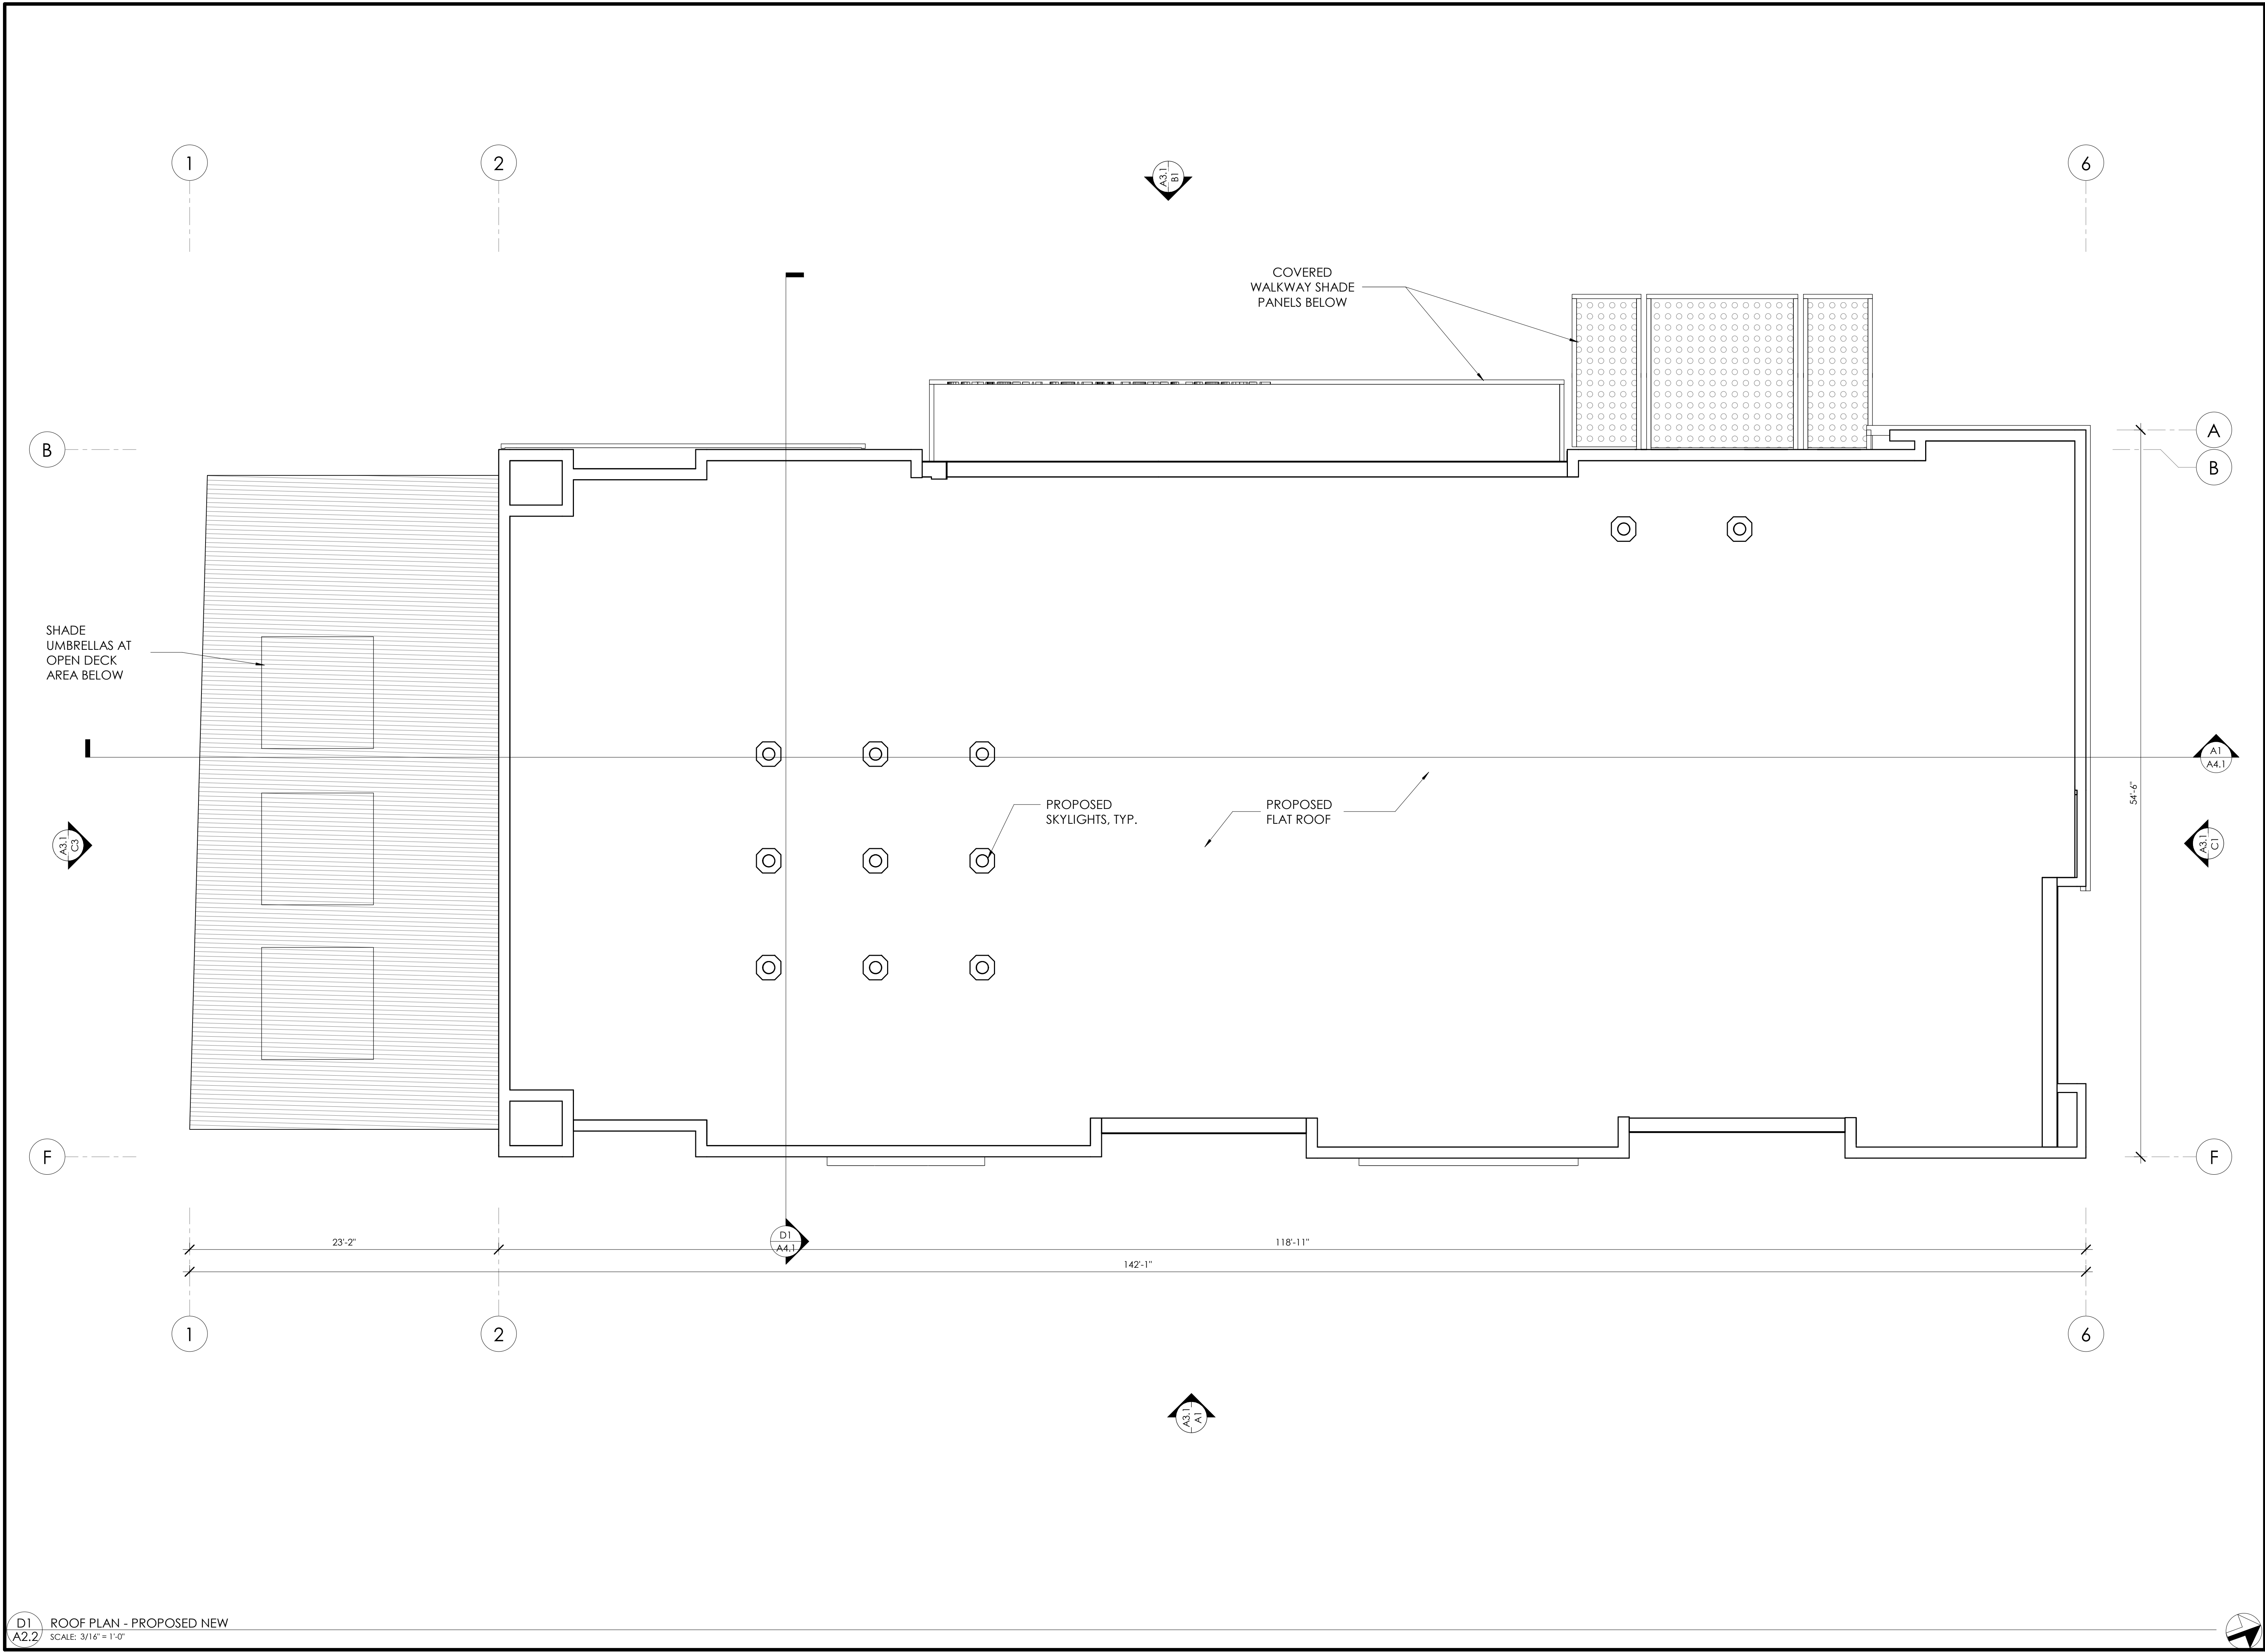 1
2
6
A3.1
B1
COVERED
WALKWAY SHADE
PANELS BELOW
B
A
B
SHADE
UMBRELLAS AT
OPEN DECK
AREA BELOW
A1
A4.1
54'-6"
PROPOSED
SKYLIGHTS, TYP.
PROPOSED
FLAT ROOF
A3.1
C3
A3.1
C1
F
F
23'-2"
D1
A4.1
118'-11"
142'-1"
1
2
6
A3.1
A1
D1
A2.2
ROOF PLAN - PROPOSED NEW
SCALE: 3/16" = 1'-0"